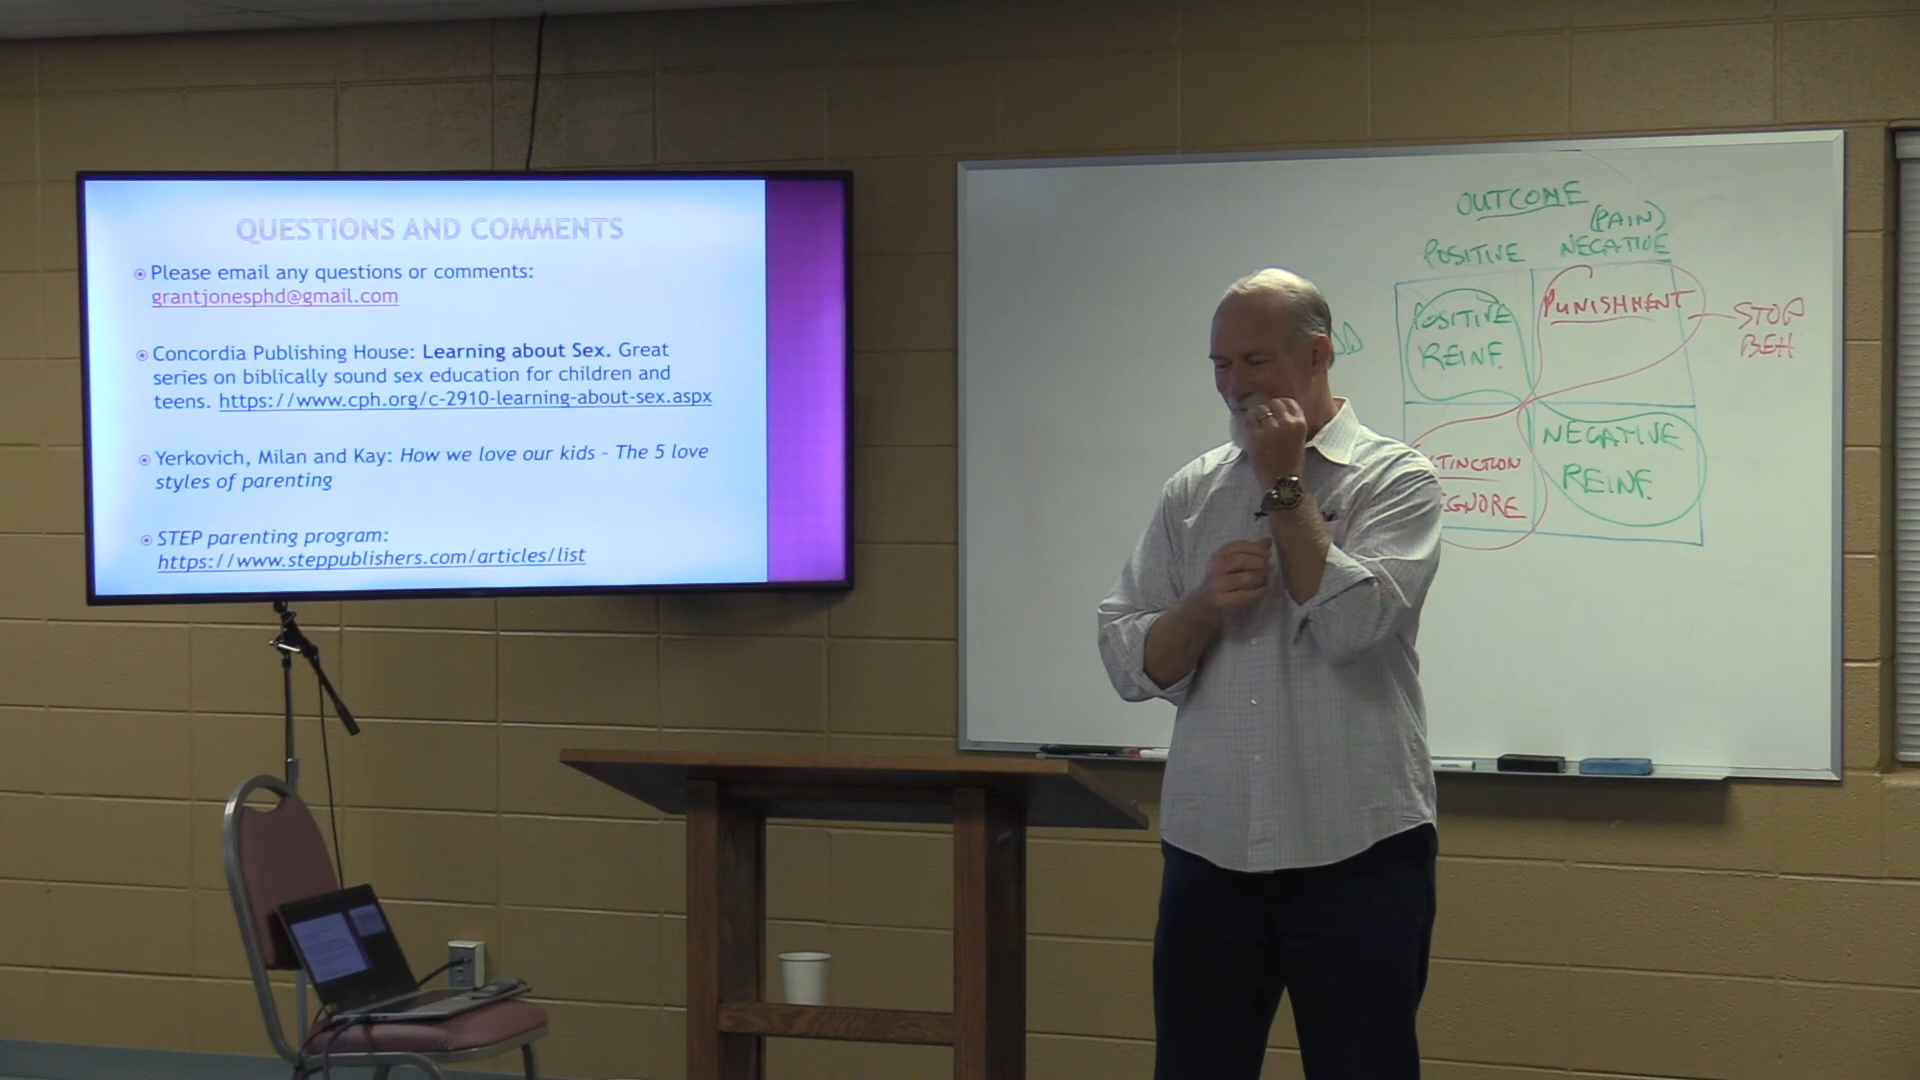 QUESTIONS AND COMMENTS
Please email any questions or comments:
grantjonesphd@gmail.com
Concordia Publishing House: Learning about Sex. Great
series on biblically sound sex education for children and
teens. https://www.cph.org/c-2910-learning-about-sex.aspx
Yerkovich, Milan and Kay: How we love our kids - The 5 love
styles of parenting
STEP parenting program:
https://www.steppublishers.com/articles/list
OUTCOME
(PAIN)
POSITIVE NEGATIVE
POSITIVE
REINF.
PUNISHMENT
STOP
BEH
TINCTION
IGNORE
NEGATIVE
REINF.